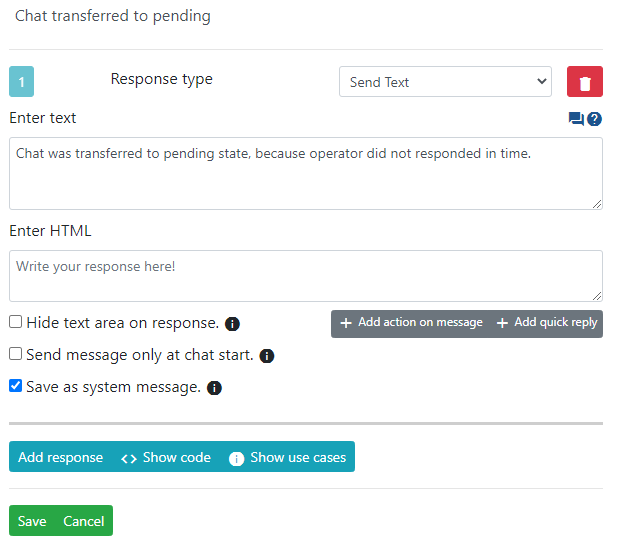 Chat transferred to pending
1 Response type Send Text
Enter text
Chat was transferred to pending state, because operator did not responded in time.
Enter HTML
Write your response here!
Hide text area on response.
Add action on message Add quick reply
Send message only at chat start.
Save as system message.
Add response <> Show code Show use cases
Save Cancel